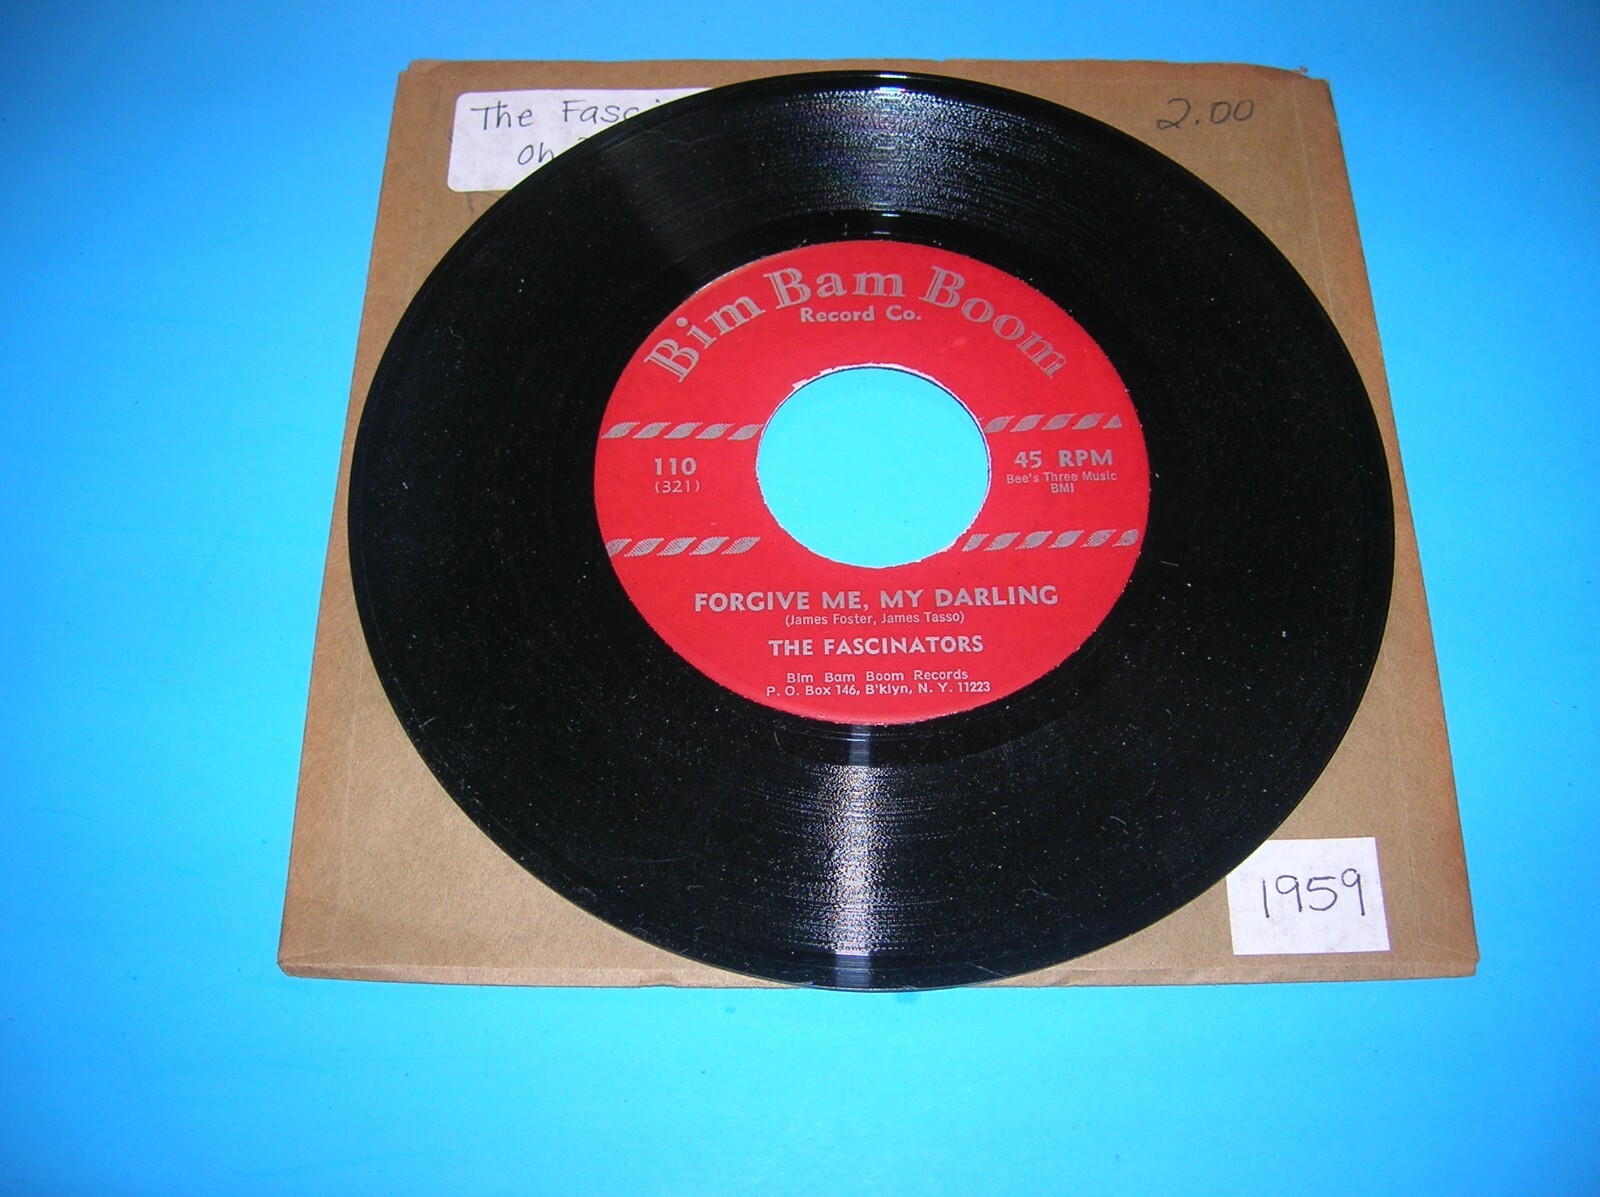 The
Oh
2.00
Bim Bam Boom
Record Co.
110
(321)
45 RPM
Bee's Three Music
BMI
FORGIVE ME, MY DARLING
(James Foster, James Tasso)
THE FASCINATORS
Bim Bam Boom Records
P. O. Box 146, B'klyn, N. Y. 11223
1959